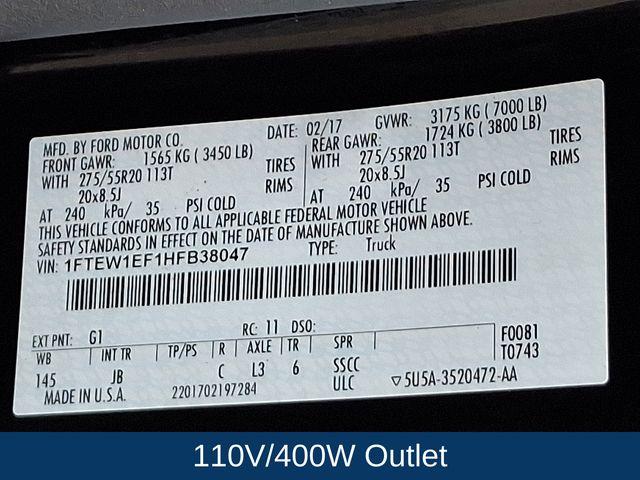 MFD. BY FORD MOTOR CO.
DATE: 02/17
GVWR: 3175 KG ( 7000 LB)
FRONT GAWR: 1565 KG ( 3450 LB)
REAR GAWR: 1724 KG ( 3800 LB)
WITH 275/55R20 113T TIRES
WITH 275/55R20 113T TIRES
20x8.5J RIMS
20x8.5J RIMS
AT 240 kPa/ 35 PSI COLD
AT 240 kPa/ 35 PSI COLD
THIS VEHICLE CONFORMS TO ALL APPLICABLE FEDERAL MOTOR VEHICLE
SAFETY STANDARDS IN EFFECT ON THE DATE OF MANUFACTURE SHOWN ABOVE.
VIN: 1FTEW1EF1HFB38047
TYPE: Truck
EXT PNT: G1 RC: 11 DSO:
WB INT TR TP/PS R AXLE TR SPR
F0081
T0743
145 JB C L3 6 SSCC
ULC
MADE IN U.S.A. 2201702197284
▽5U5A-3520472-AA
110V/400W Outlet